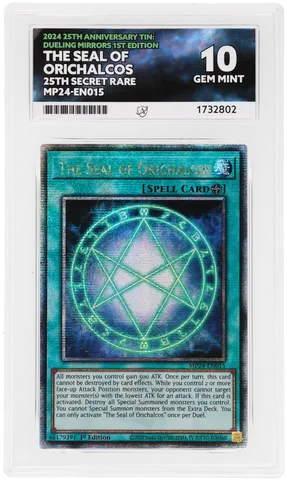 2024 25TH ANNIVERSARY TIN:
DUELING MIRRORS 1ST EDITION
THE SEAL OF
ORICHALCOS
25TH SECRET RARE
MP24-EN015
10
GEM MINT
1732802
THE SEAL OF ORICHALCOS
[SPELL CARD]
MP24-EN015
All monsters you control gain 500 ATK. Once per turn, this card
cannot be destroyed by card effects. While you control 2 or more
face-up Attack Position monsters, your opponent cannot target
your monster(s) with the lowest ATK for an attack. If this card is
activated: Destroy all Special Summoned monsters you control.
You cannot Special Summon monsters from the Extra Deck. You can
only activate "The Seal of Orichalcos" once per Duel.
48179391 1st Edition